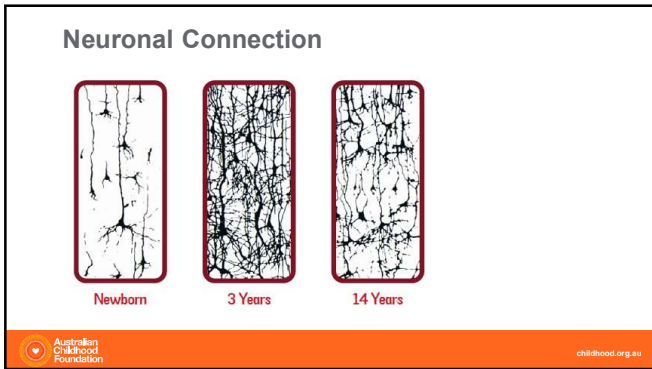 Neuronal Connection
Newborn
3 Years
14 Years
Australian
Childhood
Foundation
childhood.org.au